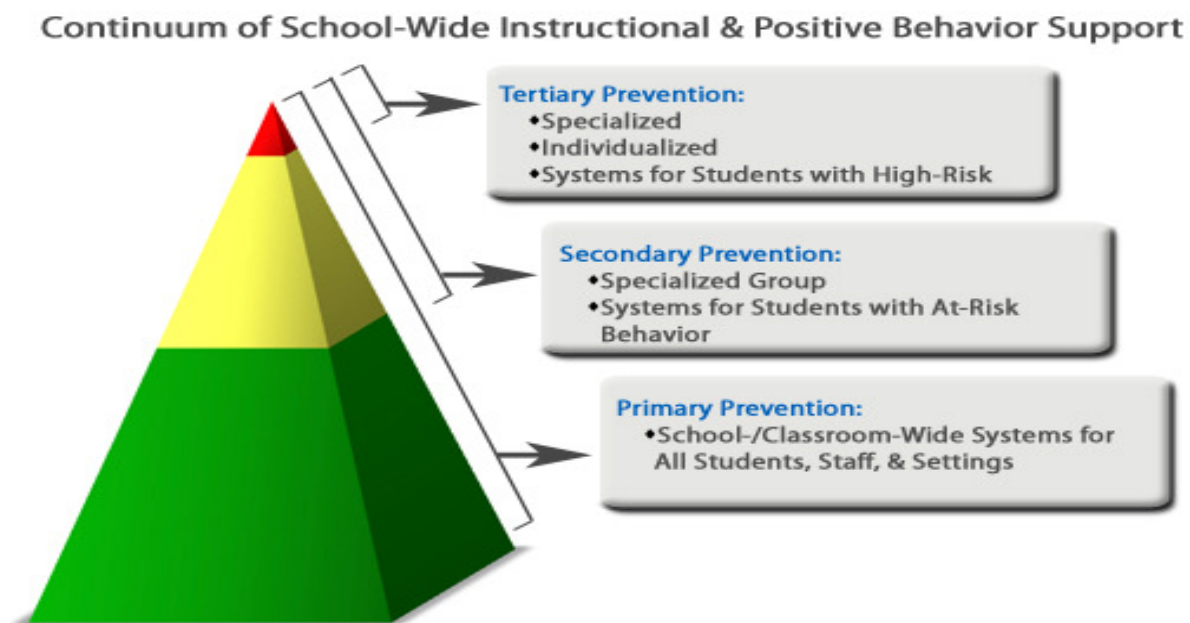 Continuum of School-Wide Instructional & Positive Behavior Support
Tertiary Prevention:
◆Specialized
◆Individualized
◆Systems for Students with High-Risk
Secondary Prevention:
◆Specialized Group
◆Systems for Students with At-Risk
Behavior
Primary Prevention:
◆School-/Classroom-Wide Systems for
All Students, Staff, & Settings